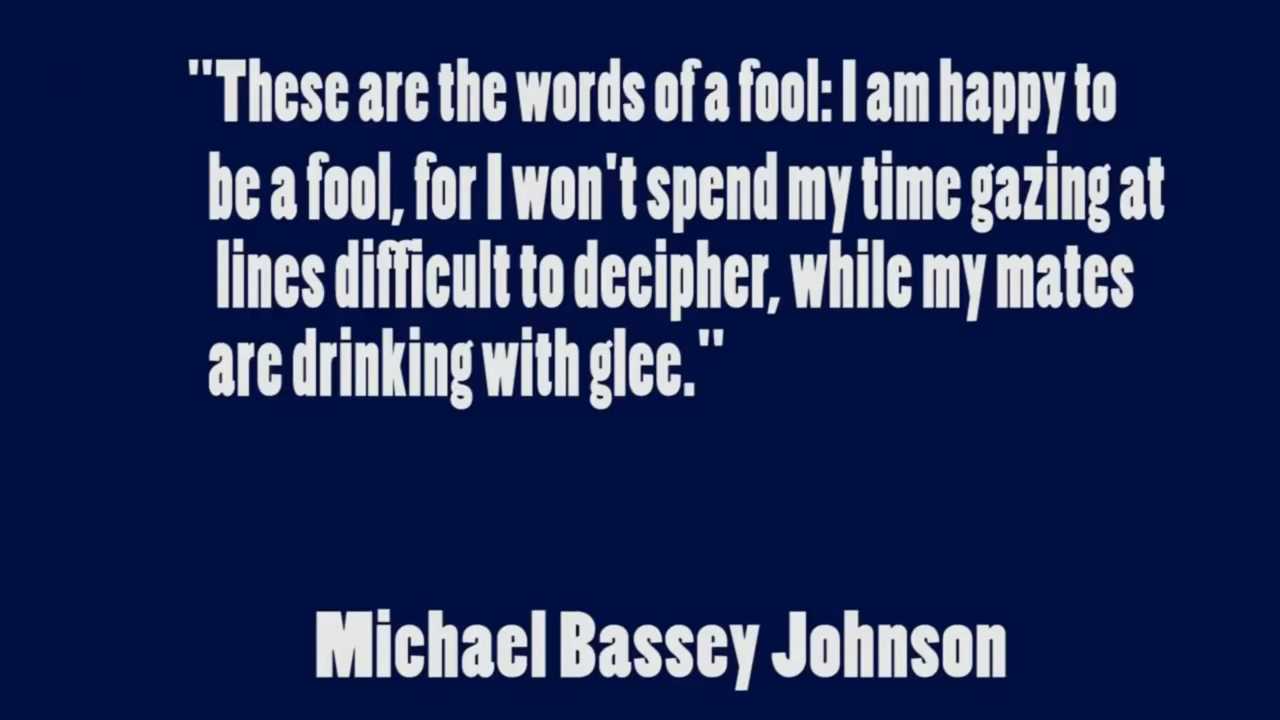 "These are the words of a fool: I am happy to
be a fool, for I won't spend my time gazing at
lines difficult to decipher, while my mates
are drinking with glee."
Michael Bassey Johnson